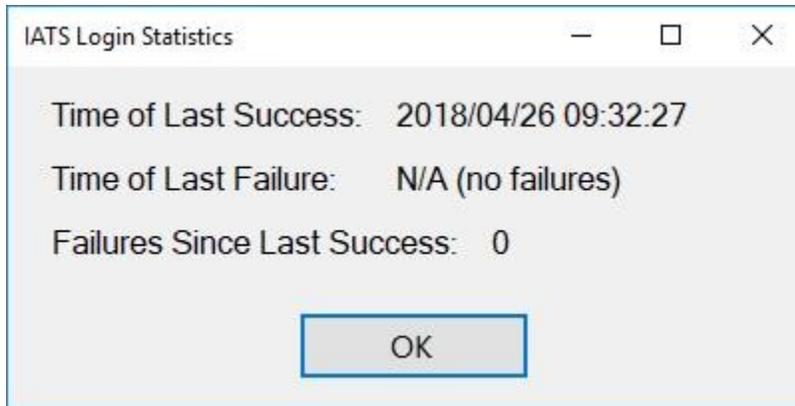 IATS Login Statistics
Time of Last Success: 2018/04/26 09:32:27
Time of Last Failure: N/A (no failures)
Failures Since Last Success: 0
OK